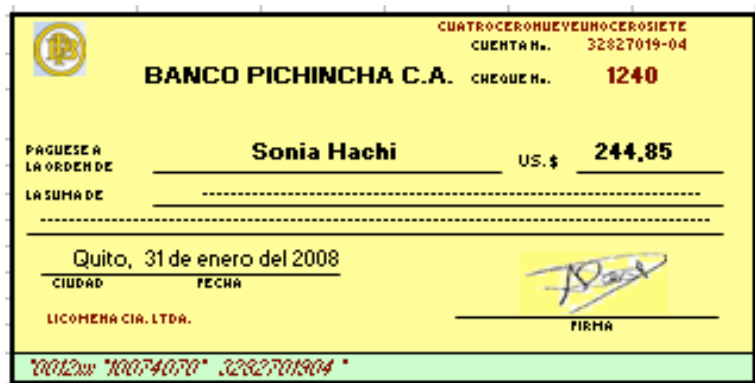 CUATROCERONUEVEUNOCEROSIETE
CUENTA No. 32827019-04
BANCO PICHINCHA C.A. CHEQUE No. 1240
PAGUESE A
LA ORDEN DE Sonia Hachi US. $ 244,85
LA SUMA DE
Quito, 31 de enero del 2008
CIUDAD FECHA
LICOMENA CIA. LTDA.
FIRMA
"10074070" 3282701904 "